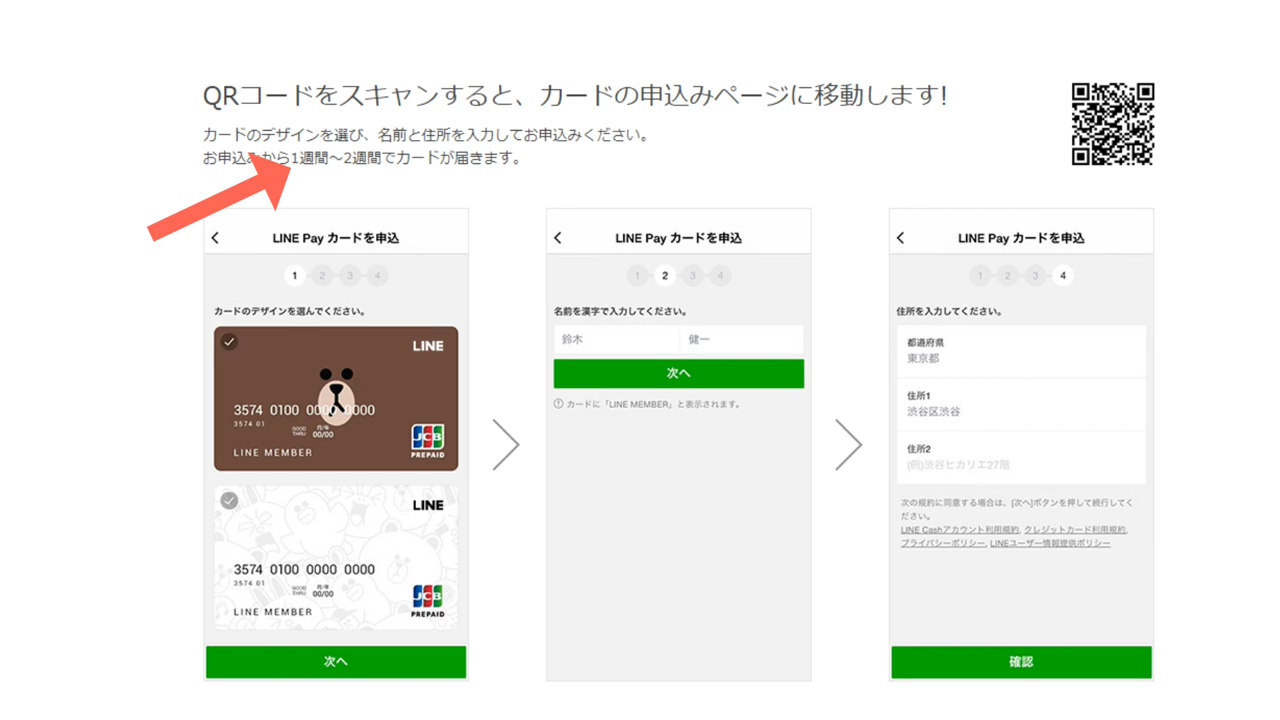 QRコードをスキャンすると、カードの申込みページに移動します!
カードのデザインを選び、名前と住所を入力してお申込みください。
お申込みから1週間～2週間でカードが届きます。
LINE Pay カードを申込
1 2 3 4
カードのデザインを選んでください。
LINE
3574 0100 0000 0000
3574 01
GOOD THRU 月/年 00/00
LINE MEMBER
JCB
PREPAID
LINE
3574 0100 0000 0000
3574 01
GOOD THRU 月/年 00/00
LINE MEMBER
JCB
PREPAID
次へ
LINE Pay カードを申込
1 2 3 4
名前を漢字で入力してください。
鈴木 健一
次へ
カードに「LINE MEMBER」と表示されます。
LINE Pay カードを申込
1 2 3 4
住所を入力してください。
都道府県
東京都
住所1
渋谷区渋谷
住所2
(例)渋谷ヒカリエ27階
次の規約に同意する場合は、[次へ]ボタンを押して続行してく
ださい。
LINE Cashアカウント利用規約, クレジットカード利用規約,
プライバシーポリシー, LINEユーザー情報提供ポリシー
確認